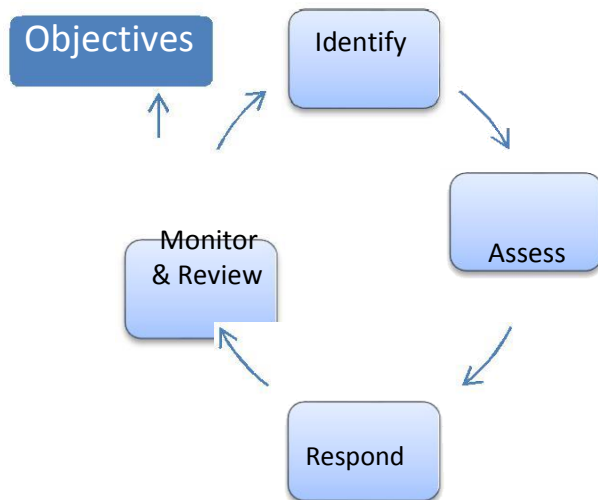 Objectives
Identify
Assess
Monitor
& Review
Respond